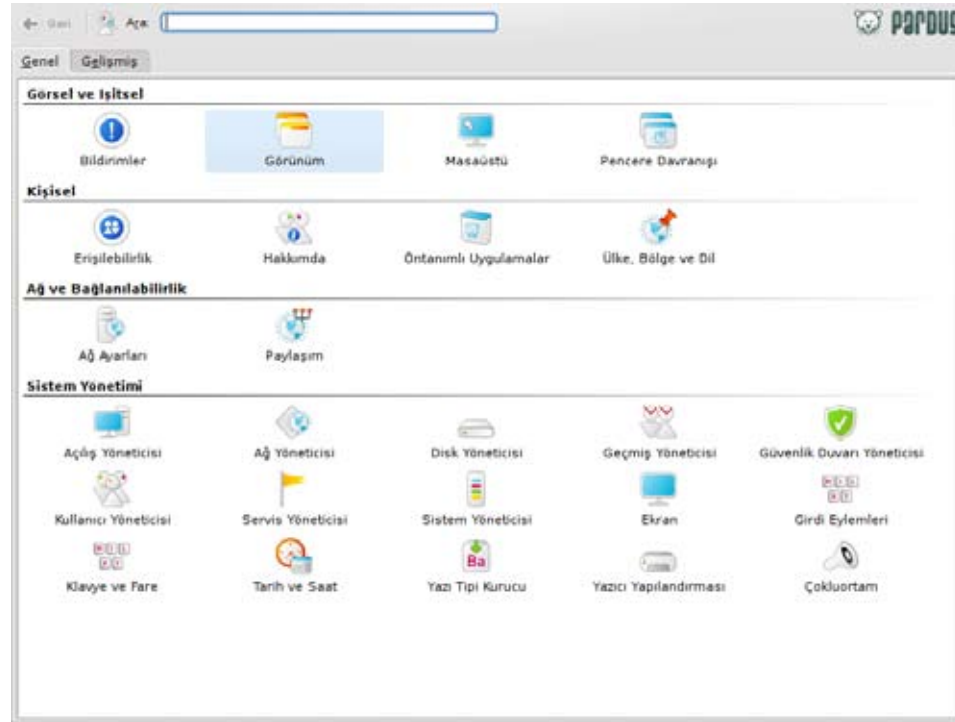 Geri Ara:
PARDUS
Genel Gelişmiş
Görsel ve İşitsel
Bildirimler Görünüm Masaüstü Pencere Davranışı
Kişisel
Erişilebilirlik Hakkımda Öntanımlı Uygulamalar Ülke, Bölge ve Dil
Ağ ve Bağlanılabilirlik
Ağ Ayarları Paylaşım
Sistem Yönetimi
Açılış Yöneticisi Ağ Yöneticisi Disk Yöneticisi Geçmiş Yöneticisi Güvenlik Duvarı Yöneticisi
Kullanıcı Yöneticisi Servis Yöneticisi Sistem Yöneticisi Ekran Girdi Eylemleri
Klavye ve Fare Tarih ve Saat Yazı Tipi Kurucu Yazıcı Yapılandırması Çokluortam